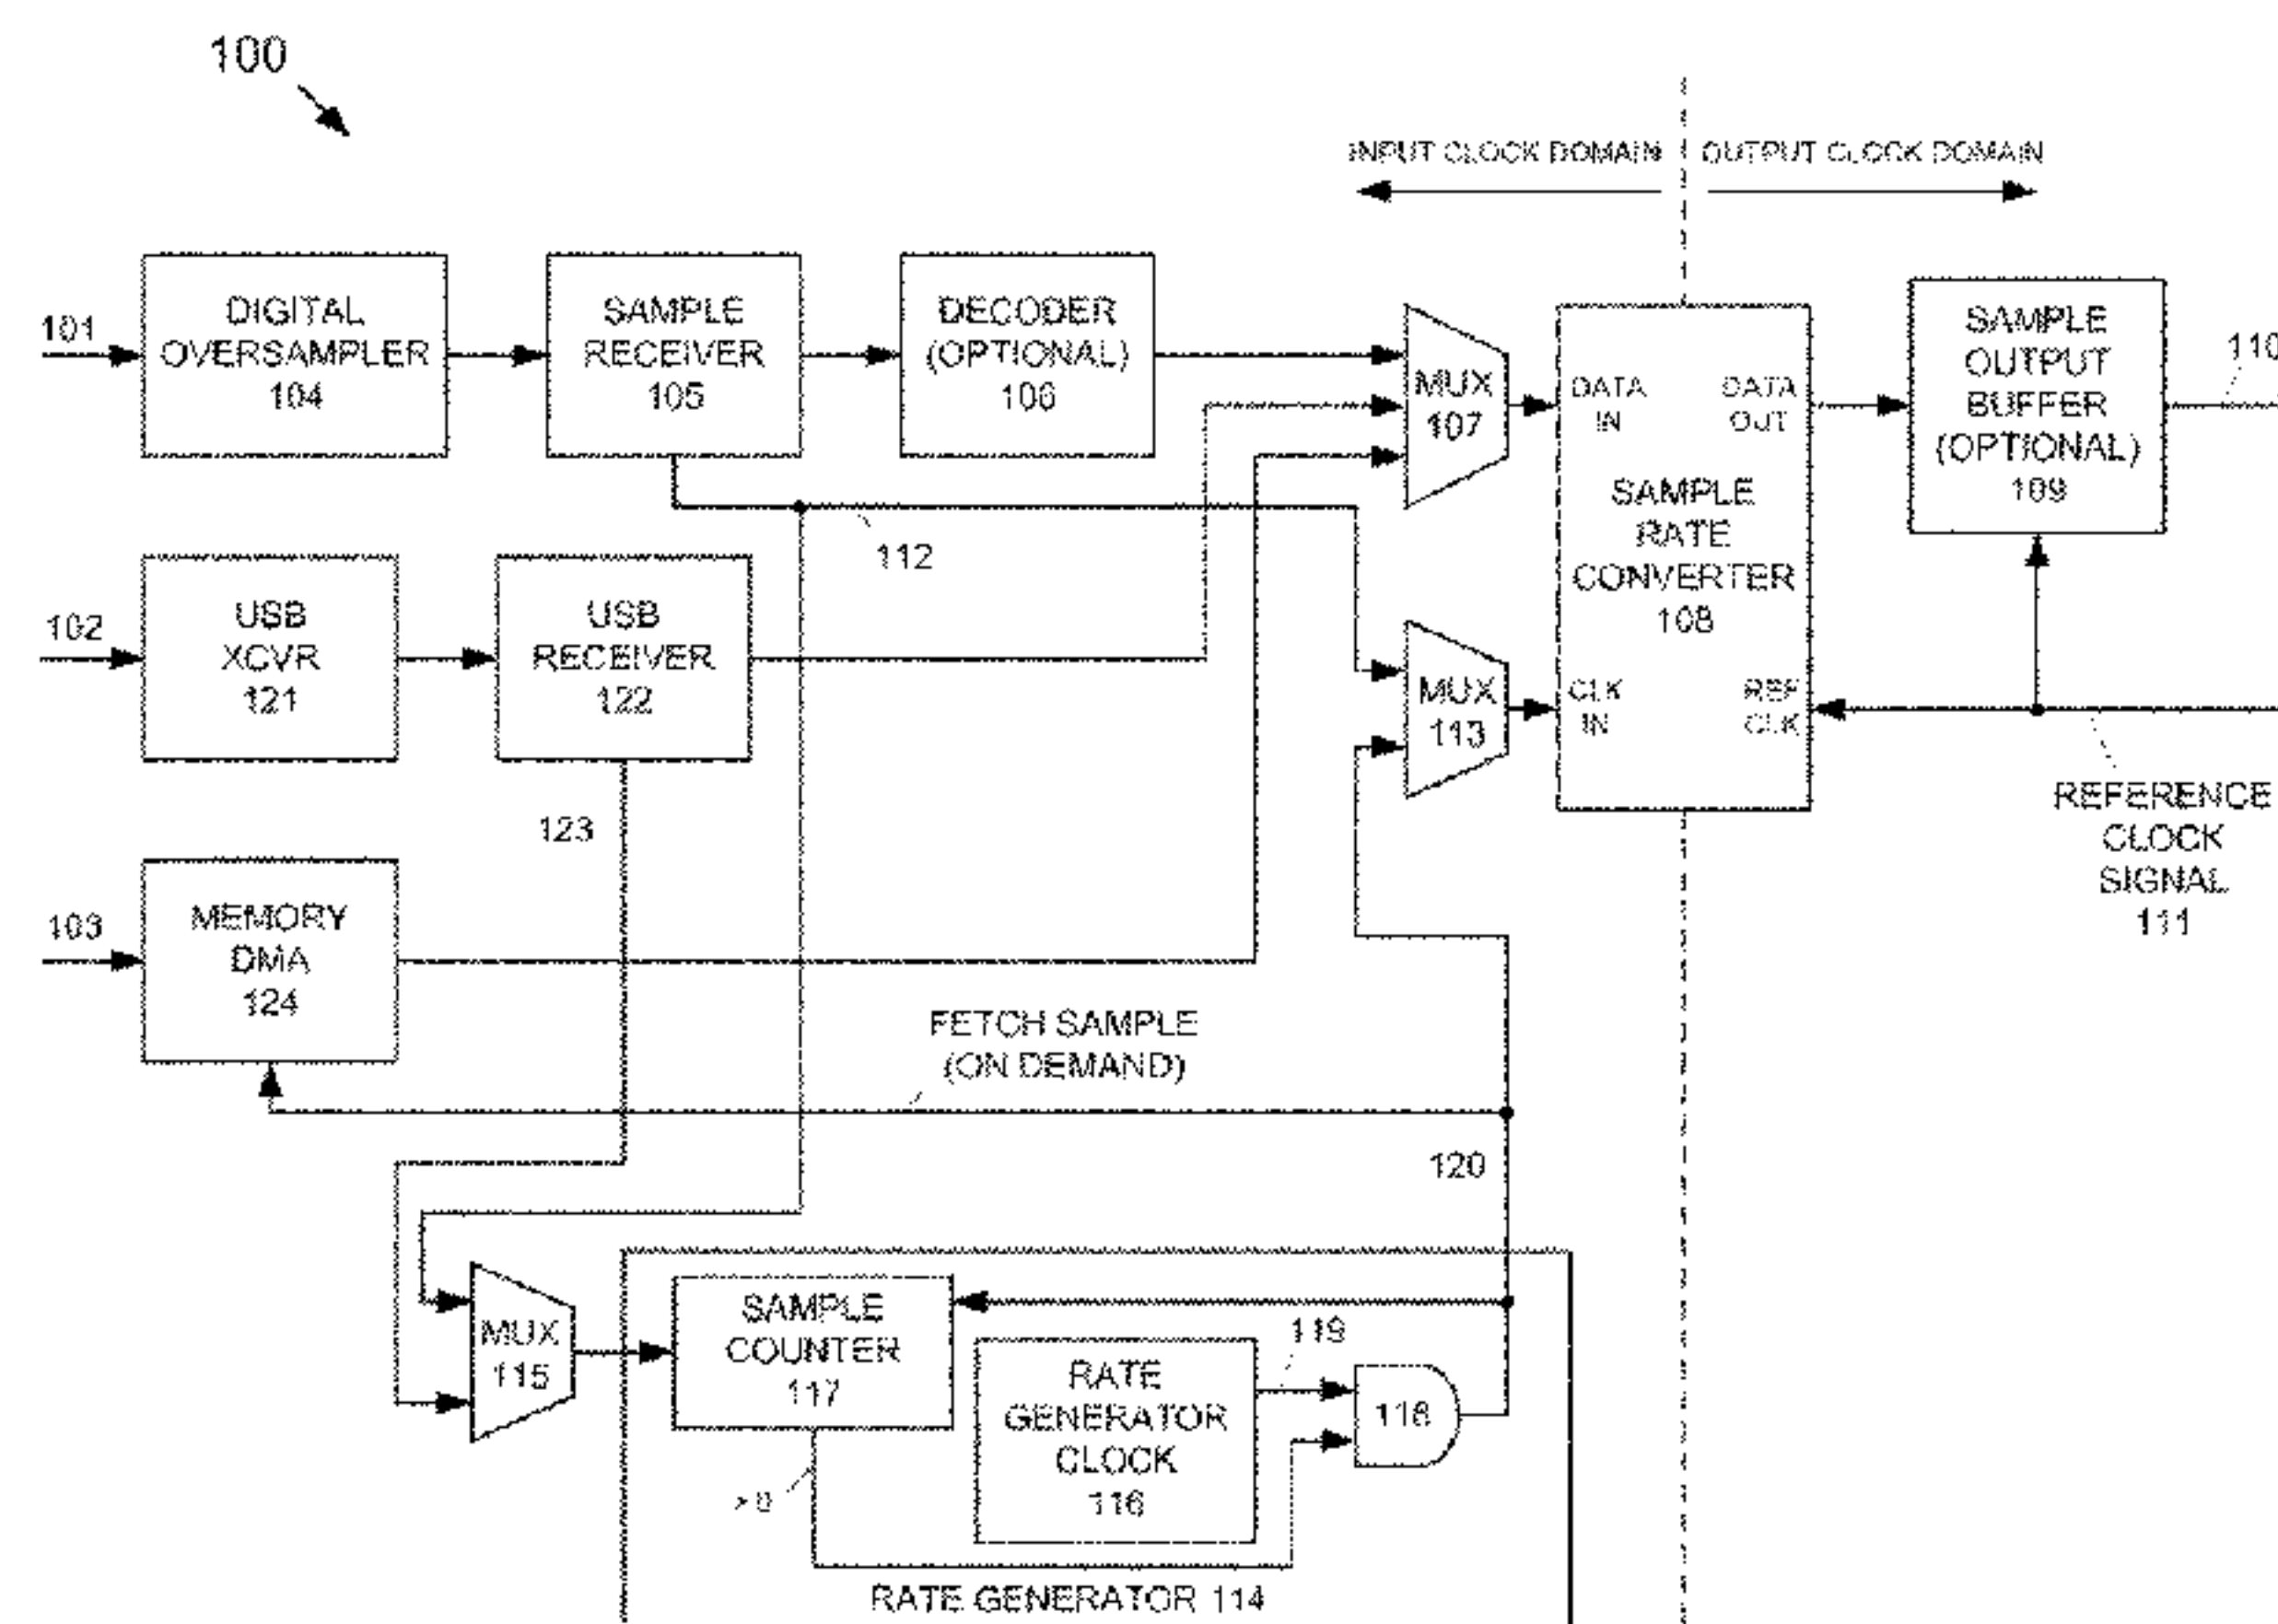 100
INPUT CLOCK DOMAIN
OUTPUT CLOCK DOMAIN
101
DIGITAL
OVERSAMPLER
104
SAMPLE
RECEIVER
105
DECODER
(OPTIONAL)
106
MUX
107
DATA
IN
DATA
OUT
SAMPLE
RATE
CONVERTER
108
CLK
IN
REF
CLK
SAMPLE
OUTPUT
BUFFER
(OPTIONAL)
109
110
112
102
USB
XCVR
121
USB
RECEIVER
122
MUX
113
123
REFERENCE
CLOCK
SIGNAL
111
103
MEMORY
DMA
124
FETCH SAMPLE
(ON DEMAND)
120
MUX
115
SAMPLE
COUNTER
117
119
RATE
GENERATOR
CLOCK
116
118
>0
RATE GENERATOR 114